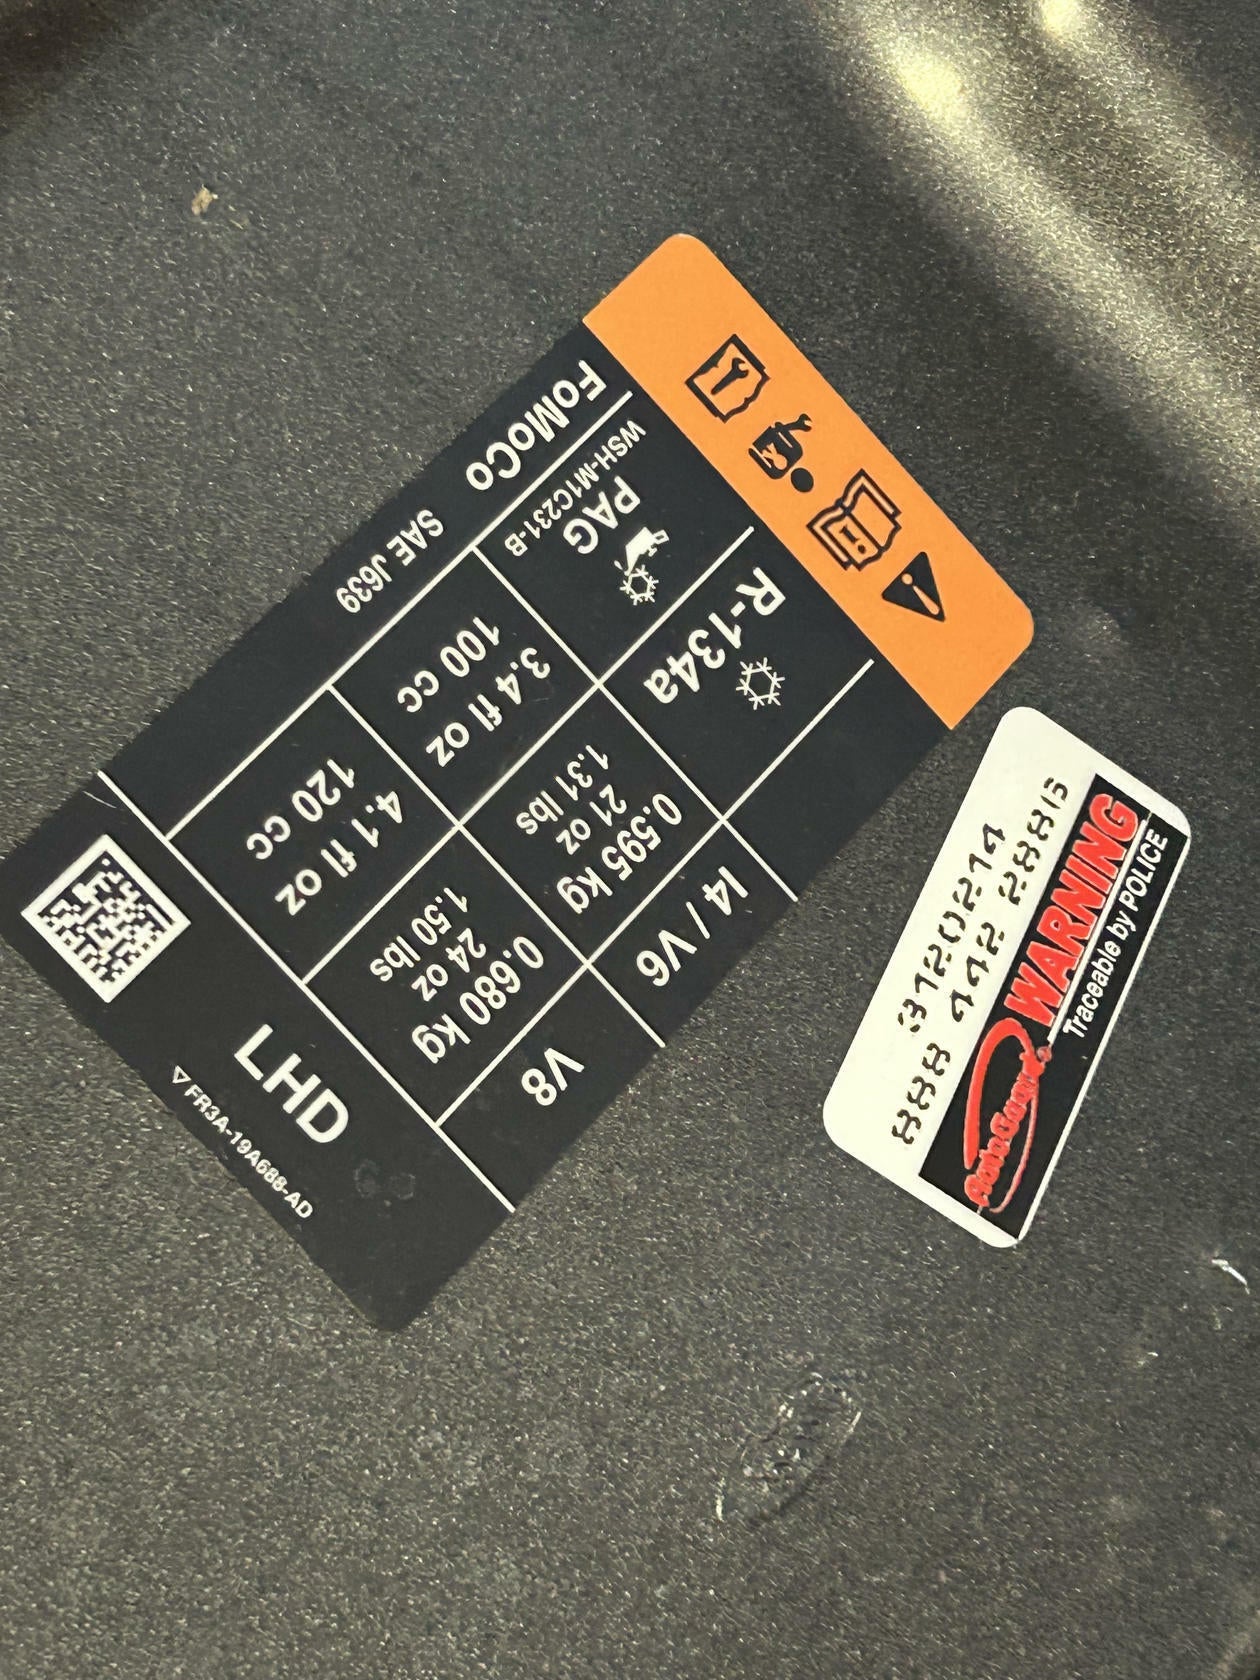 I4 / V6
V8
R-134a
0.595 kg
21 oz
1.31 lbs
0.680 kg
24 oz
1.50 lbs
PAG
WSH-M1C231-B
3.4 fl oz
100 cc
4.1 fl oz
120 cc
FoMoCo
SAE J639
LHD
FR3A-19A688-AD
3120214
888 442 2886
AutoGard WARNING
Traceable by POLICE